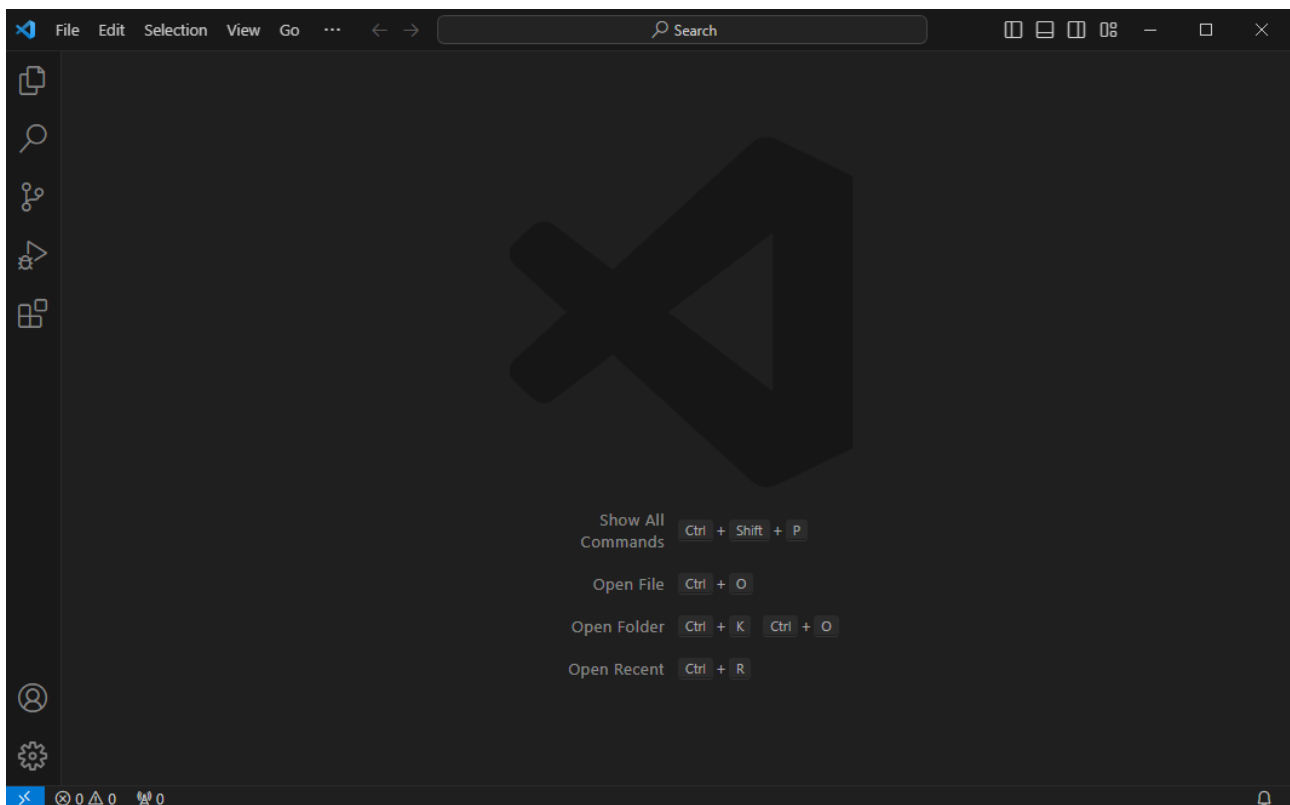 File Edit Selection View Go ··· Search
Show All Commands Ctrl + Shift + P
Open File Ctrl + O
Open Folder Ctrl + K Ctrl + O
Open Recent Ctrl + R
0 0 0